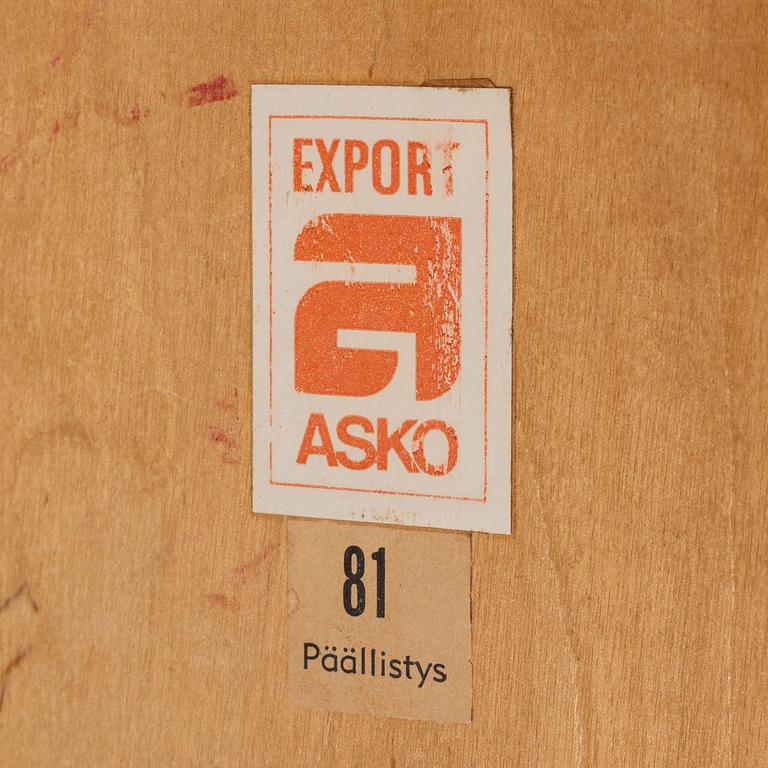 EXPORT
a
ASKO
81
Päällistys